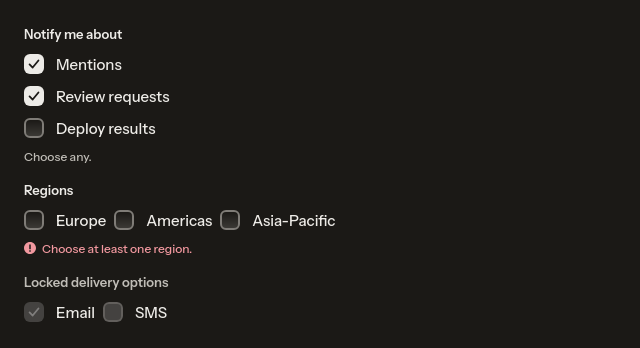 Notify me about
Mentions
Review requests
Deploy results
Choose any.
Regions
Europe Americas Asia-Pacific
Choose at least one region.
Locked delivery options
Email SMS